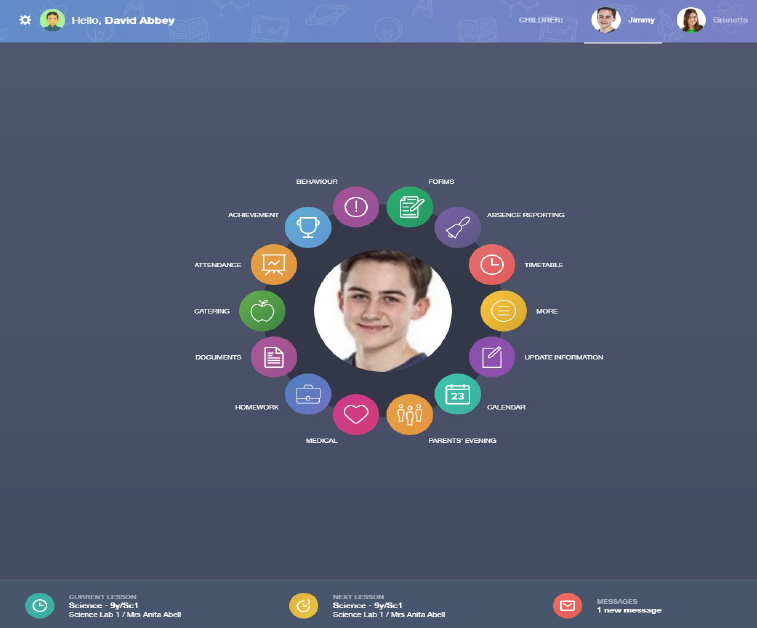 Hello, David Abbey
CHILDREN:
Jimmy
Grenetta
BEHAVIOUR
FORMS
ACHIEVEMENT
ABSENCE REPORTING
ATTENDANCE
TIMETABLE
CATERING
MORE
DOCUMENTS
UPDATE INFORMATION
HOMEWORK
23
CALENDAR
MEDICAL
PARENTS' EVENING
CURRENT LESSON
Science - 9y/Sc1
Science Lab 1 / Mrs Anita Abell
NEXT LESSON
Science - 9y/Sc1
Science Lab 1 / Mrs Anita Abell
MESSAGES
1 new message